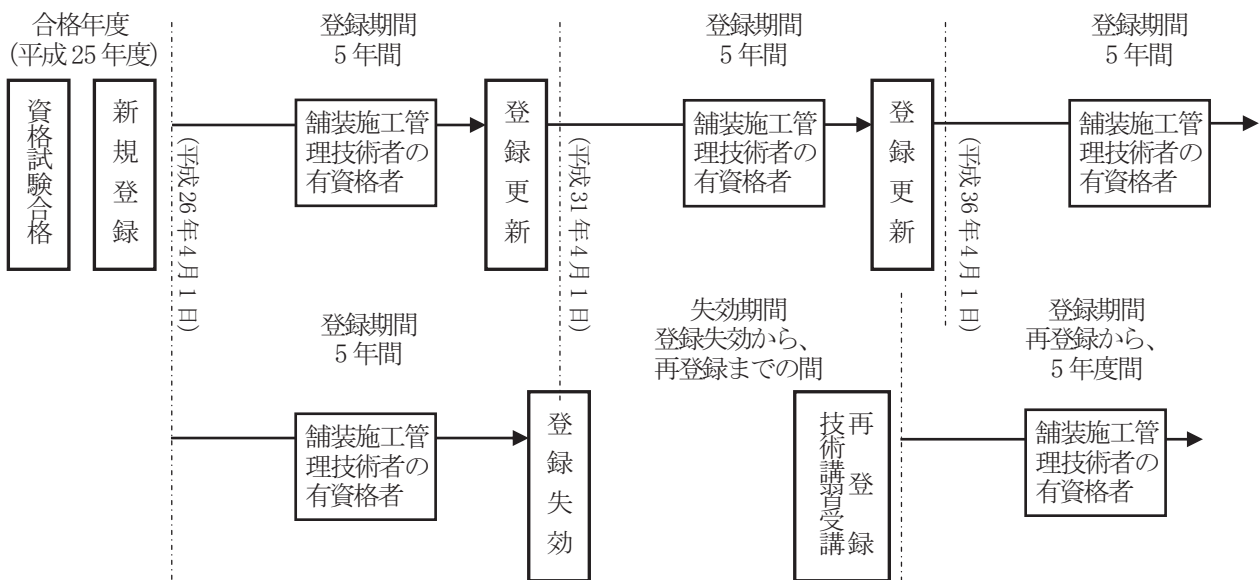 合格年度
(平成25年度)
登録期間
5年間
登録期間
5年間
登録期間
5年間
資格試験合格
新規登録
(平成26年4月1日)
舗装施工管
理技術者の
有資格者
登録更新
(平成31年4月1日)
舗装施工管
理技術者の
有資格者
登録更新
(平成36年4月1日)
舗装施工管
理技術者の
有資格者
登録期間
5年間
失効期間
登録失効から、
再登録までの間
登録期間
再登録から、
5年度間
舗装施工管
理技術者の
有資格者
登録失効
再登録
技術講習受講
舗装施工管
理技術者の
有資格者